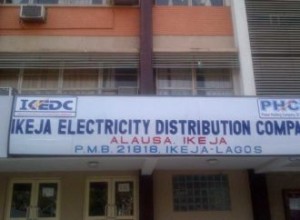 IKEDC
PHC
IKEJA ELECTRICITY DISTRIBUTION COMPA
ALAUSA, IKEJA
P.M.B. 21818, IKEJA-LAGOS